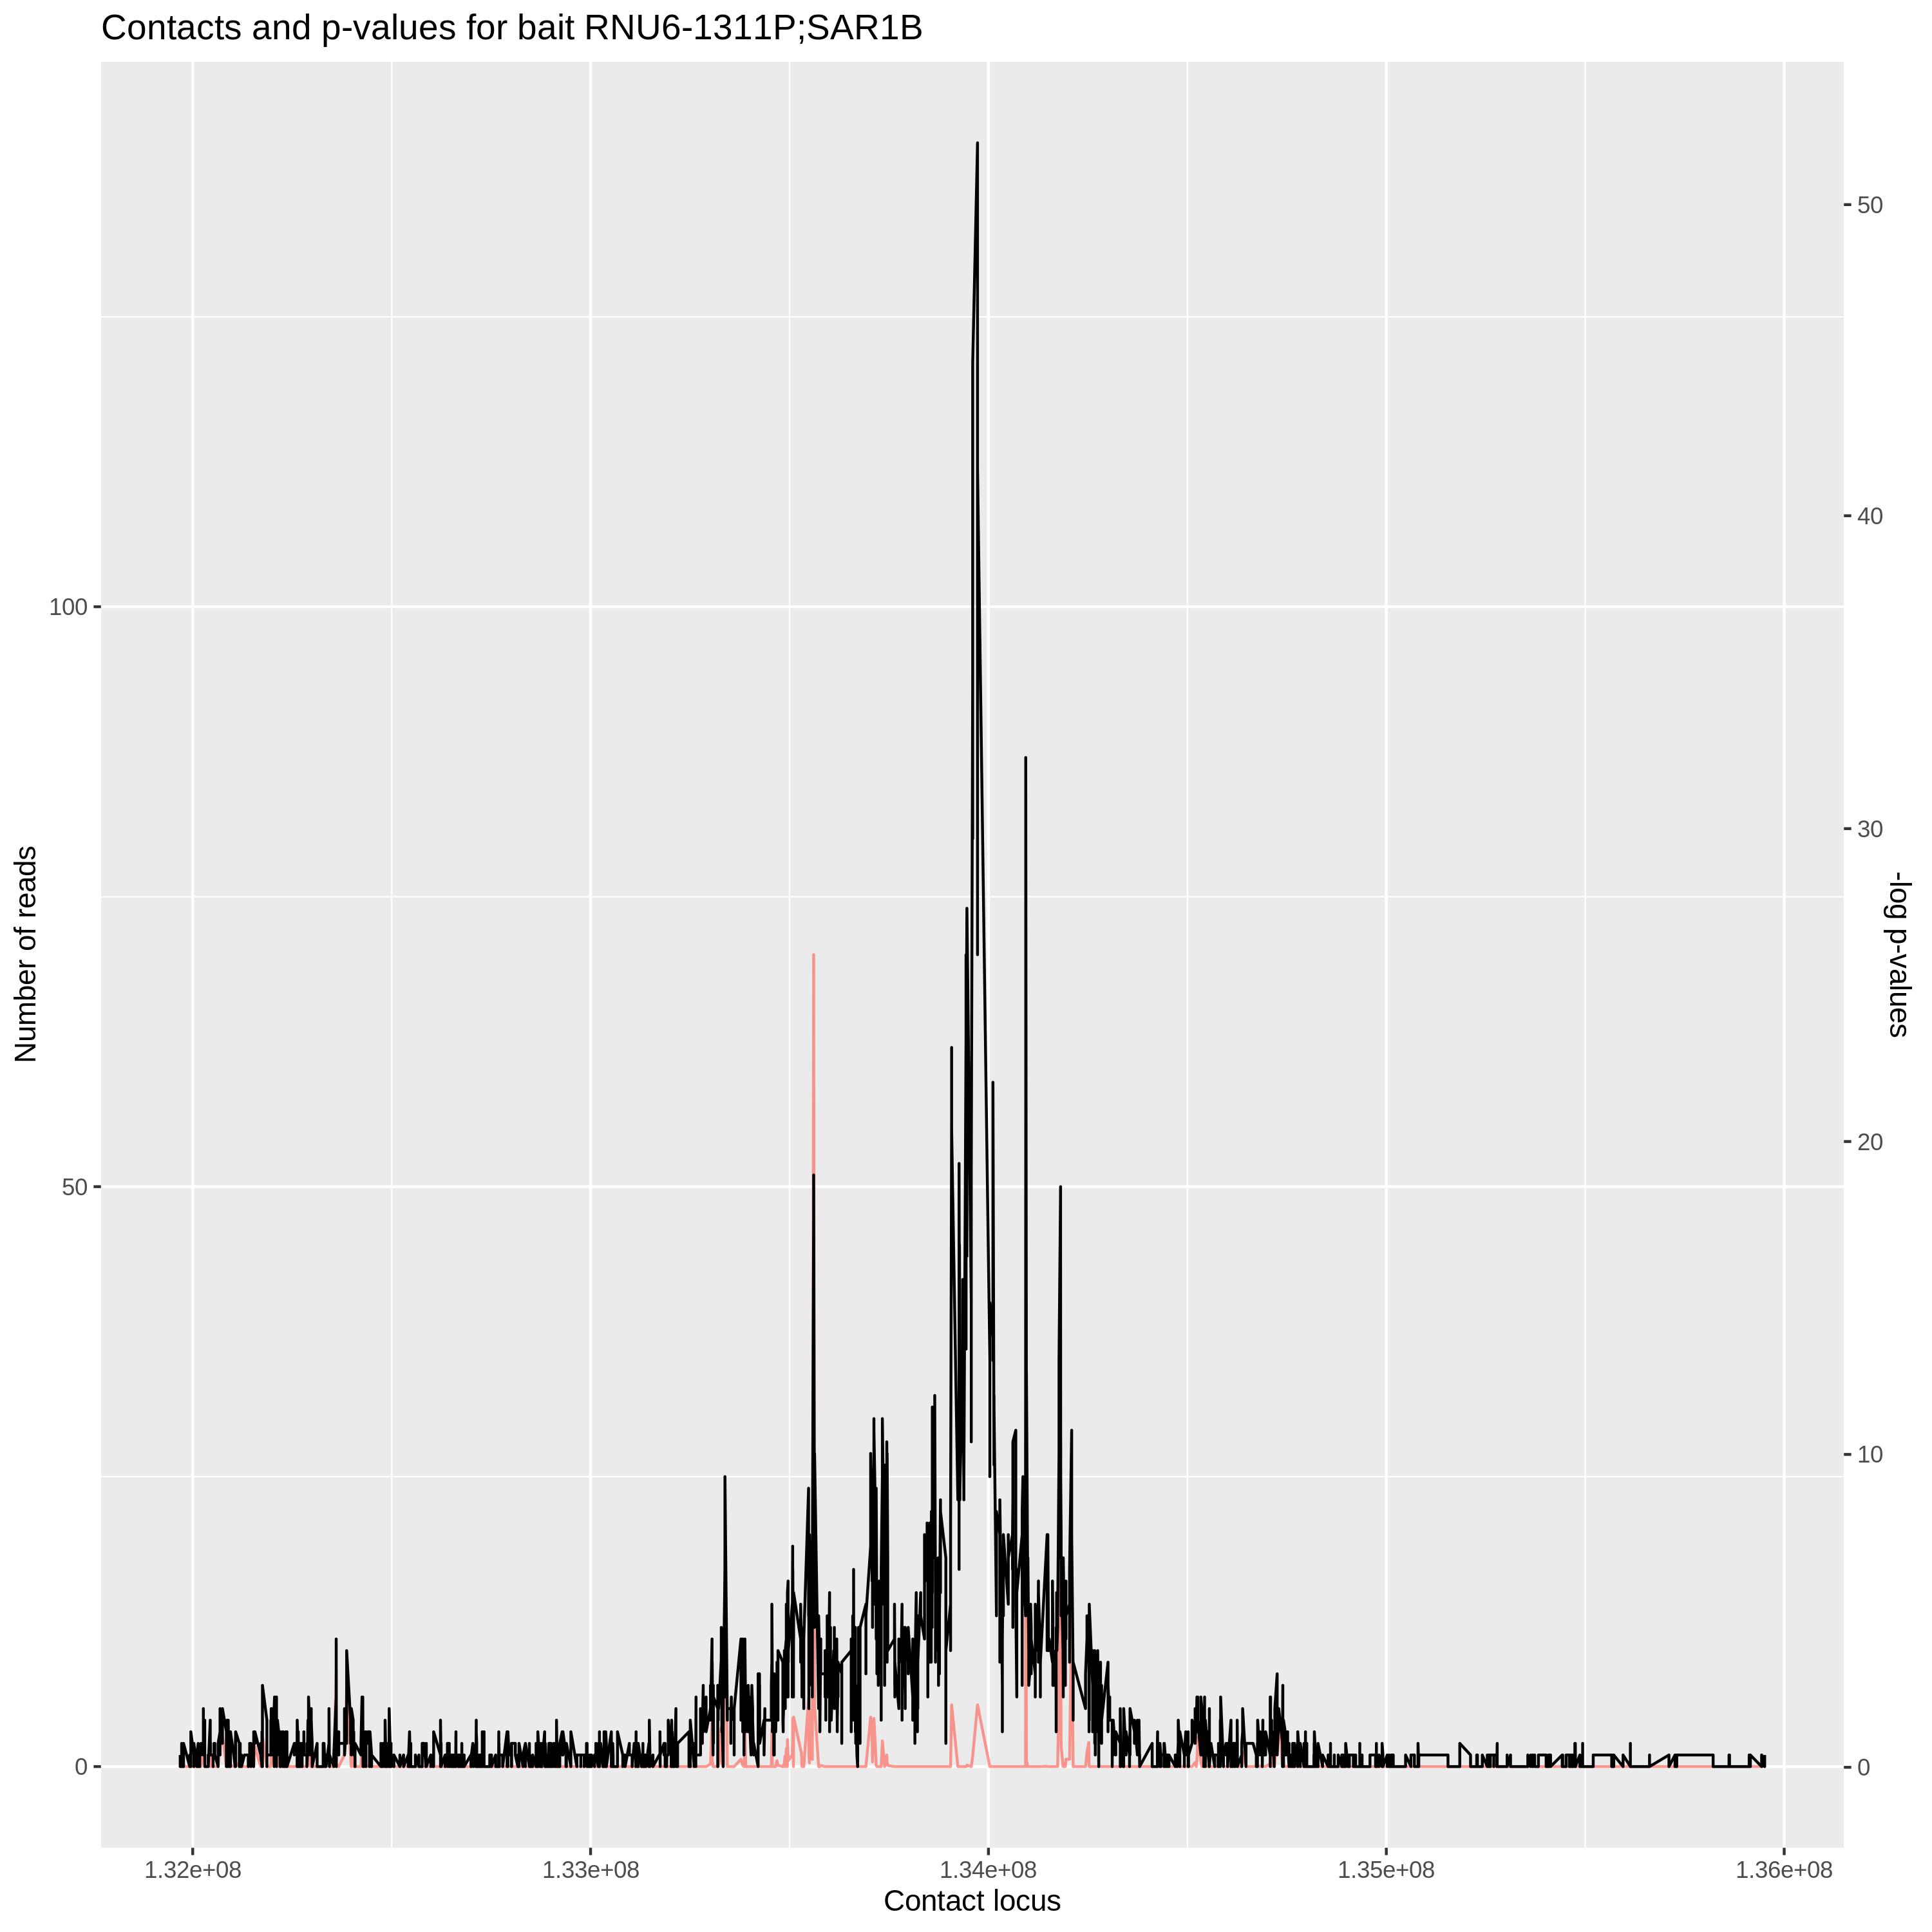 Contacts and p-values for bait RNU6-1311P;SAR1B
Number of reads
100
50
0
50
40
30
20
10
0
-log p-values
1.32e+08 1.33e+08 1.34e+08 1.35e+08 1.36e+08
Contact locus